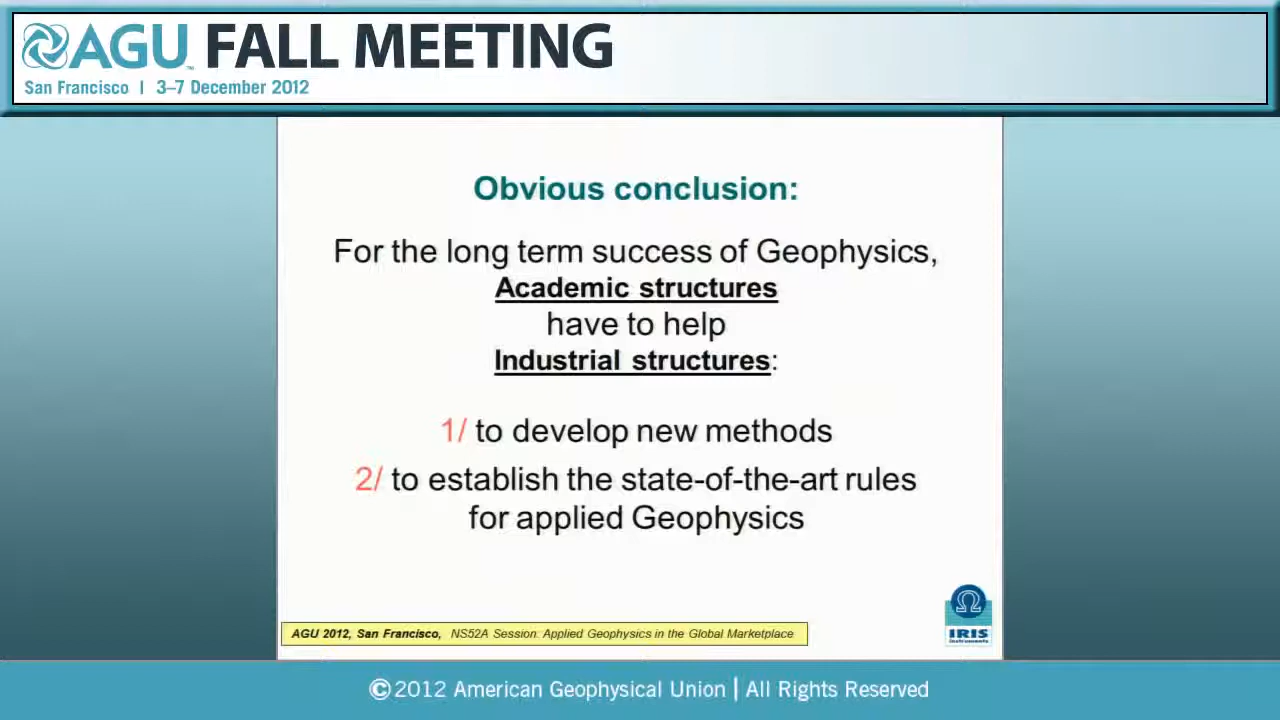 AGU FALL MEETING
San Francisco | 3–7 December 2012
Obvious conclusion:
For the long term success of Geophysics,
Academic structures
have to help
Industrial structures:
1/ to develop new methods
2/ to establish the state-of-the-art rules
for applied Geophysics
AGU 2012, San Francisco, NS52A Session: Applied Geophysics in the Global Marketplace
Ω
IRIS
Instruments
©2012 American Geophysical Union | All Rights Reserved